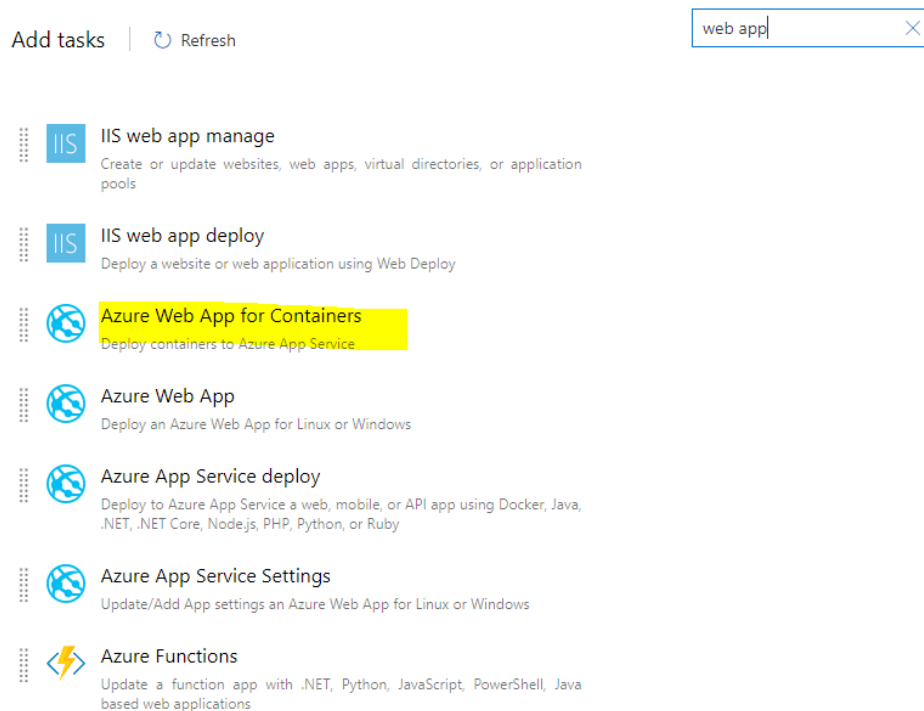 Add tasks
Refresh
web app
IIS
IIS web app manage
Create or update websites, web apps, virtual directories, or application
pools
IIS
IIS web app deploy
Deploy a website or web application using Web Deploy
Azure Web App for Containers
Deploy containers to Azure App Service
Azure Web App
Deploy an Azure Web App for Linux or Windows
Azure App Service deploy
Deploy to Azure App Service a web, mobile, or API app using Docker, Java,
.NET, .NET Core, Node.js, PHP, Python, or Ruby
Azure App Service Settings
Update/Add App settings an Azure Web App for Linux or Windows
Azure Functions
Update a function app with .NET, Python, JavaScript, PowerShell, Java
based web applications